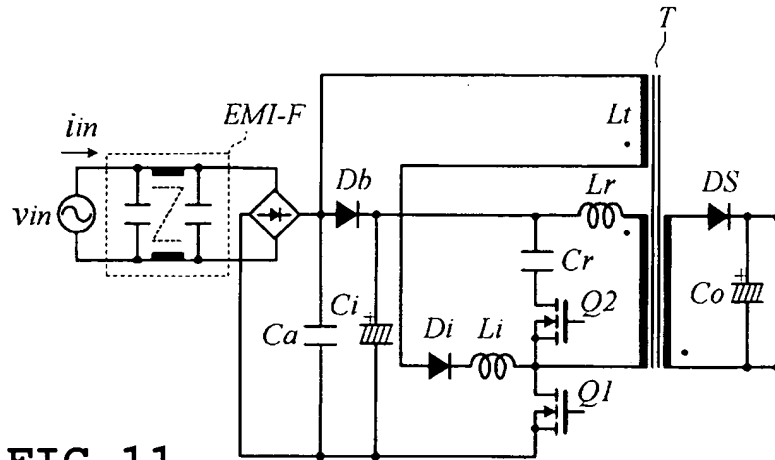 T
EMI-F
iin
Lt
Db
Lr
DS
vin
Cr
Q2
Co
Ca
Ci
+
+
Di
Li
Q1
FIG. 11